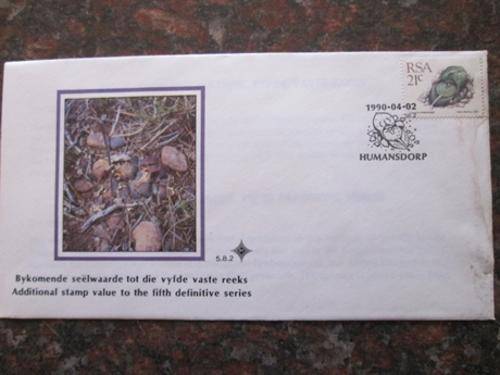 RSA
21c
1990-04-02
HUMANSDORP
5.8.2
Bykomende seëlwaarde tot die vyfde vaste reeks
Additional stamp value to the fifth definitive series